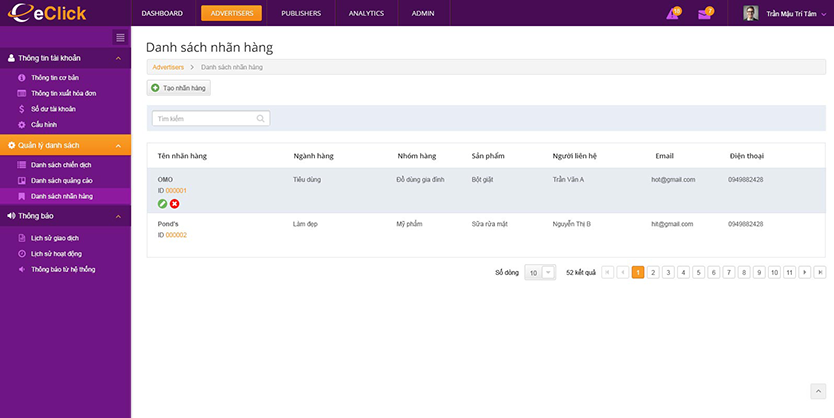 eClick
DASHBOARD ADVERTISERS PUBLISHERS ANALYTICS ADMIN
Trần Mậu Trí Tâm
Thông tin tài khoản
Thông tin cơ bản
Thông tin xuất hóa đơn
Số dư tài khoản
Cấu hình
Quản lý danh sách
Danh sách chiến dịch
Danh sách quảng cáo
Danh sách nhãn hàng
Thông báo
Lịch sử giao dịch
Lịch sử hoạt động
Thông báo từ hệ thống
Danh sách nhãn hàng
Advertisers > Danh sách nhãn hàng
Tạo nhãn hàng
Tìm kiếm
Tên nhãn hàng Ngành hàng Nhóm hàng Sản phẩm Người liên hệ Email Điện thoại
OMO Tiêu dùng Đồ dùng gia đình Bột giặt Trần Văn A hot@gmail.com 0949882428
ID 000001
Pond's Làm đẹp Mỹ phẩm Sữa rửa mặt Nguyễn Thị B hit@gmail.com 0949882428
ID 000002
Số dòng 10 52 kết quả 1 2 3 4 5 6 7 8 9 10 11